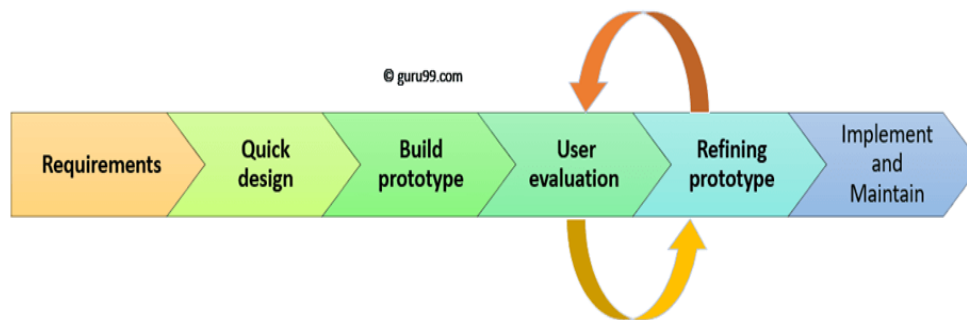 © guru99.com
Requirements
Quick
design
Build
prototype
User
evaluation
Refining
prototype
Implement
and
Maintain